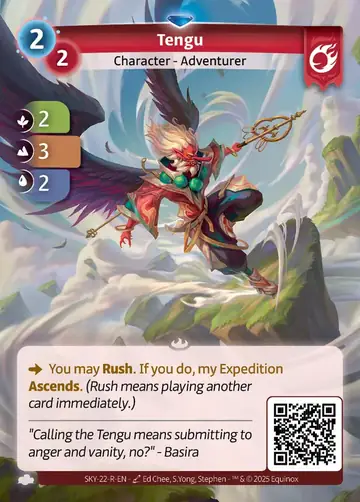 2
2
Tengu
Character - Adventurer
2
3
2
You may Rush. If you do, my Expedition
Ascends. (Rush means playing another
card immediately.)
"Calling the Tengu means submitting to
anger and vanity, no?" - Basira
SKY-22-R-EN - Ed Chee, S.Yong, Stephen - ™ & © 2025 Equinox